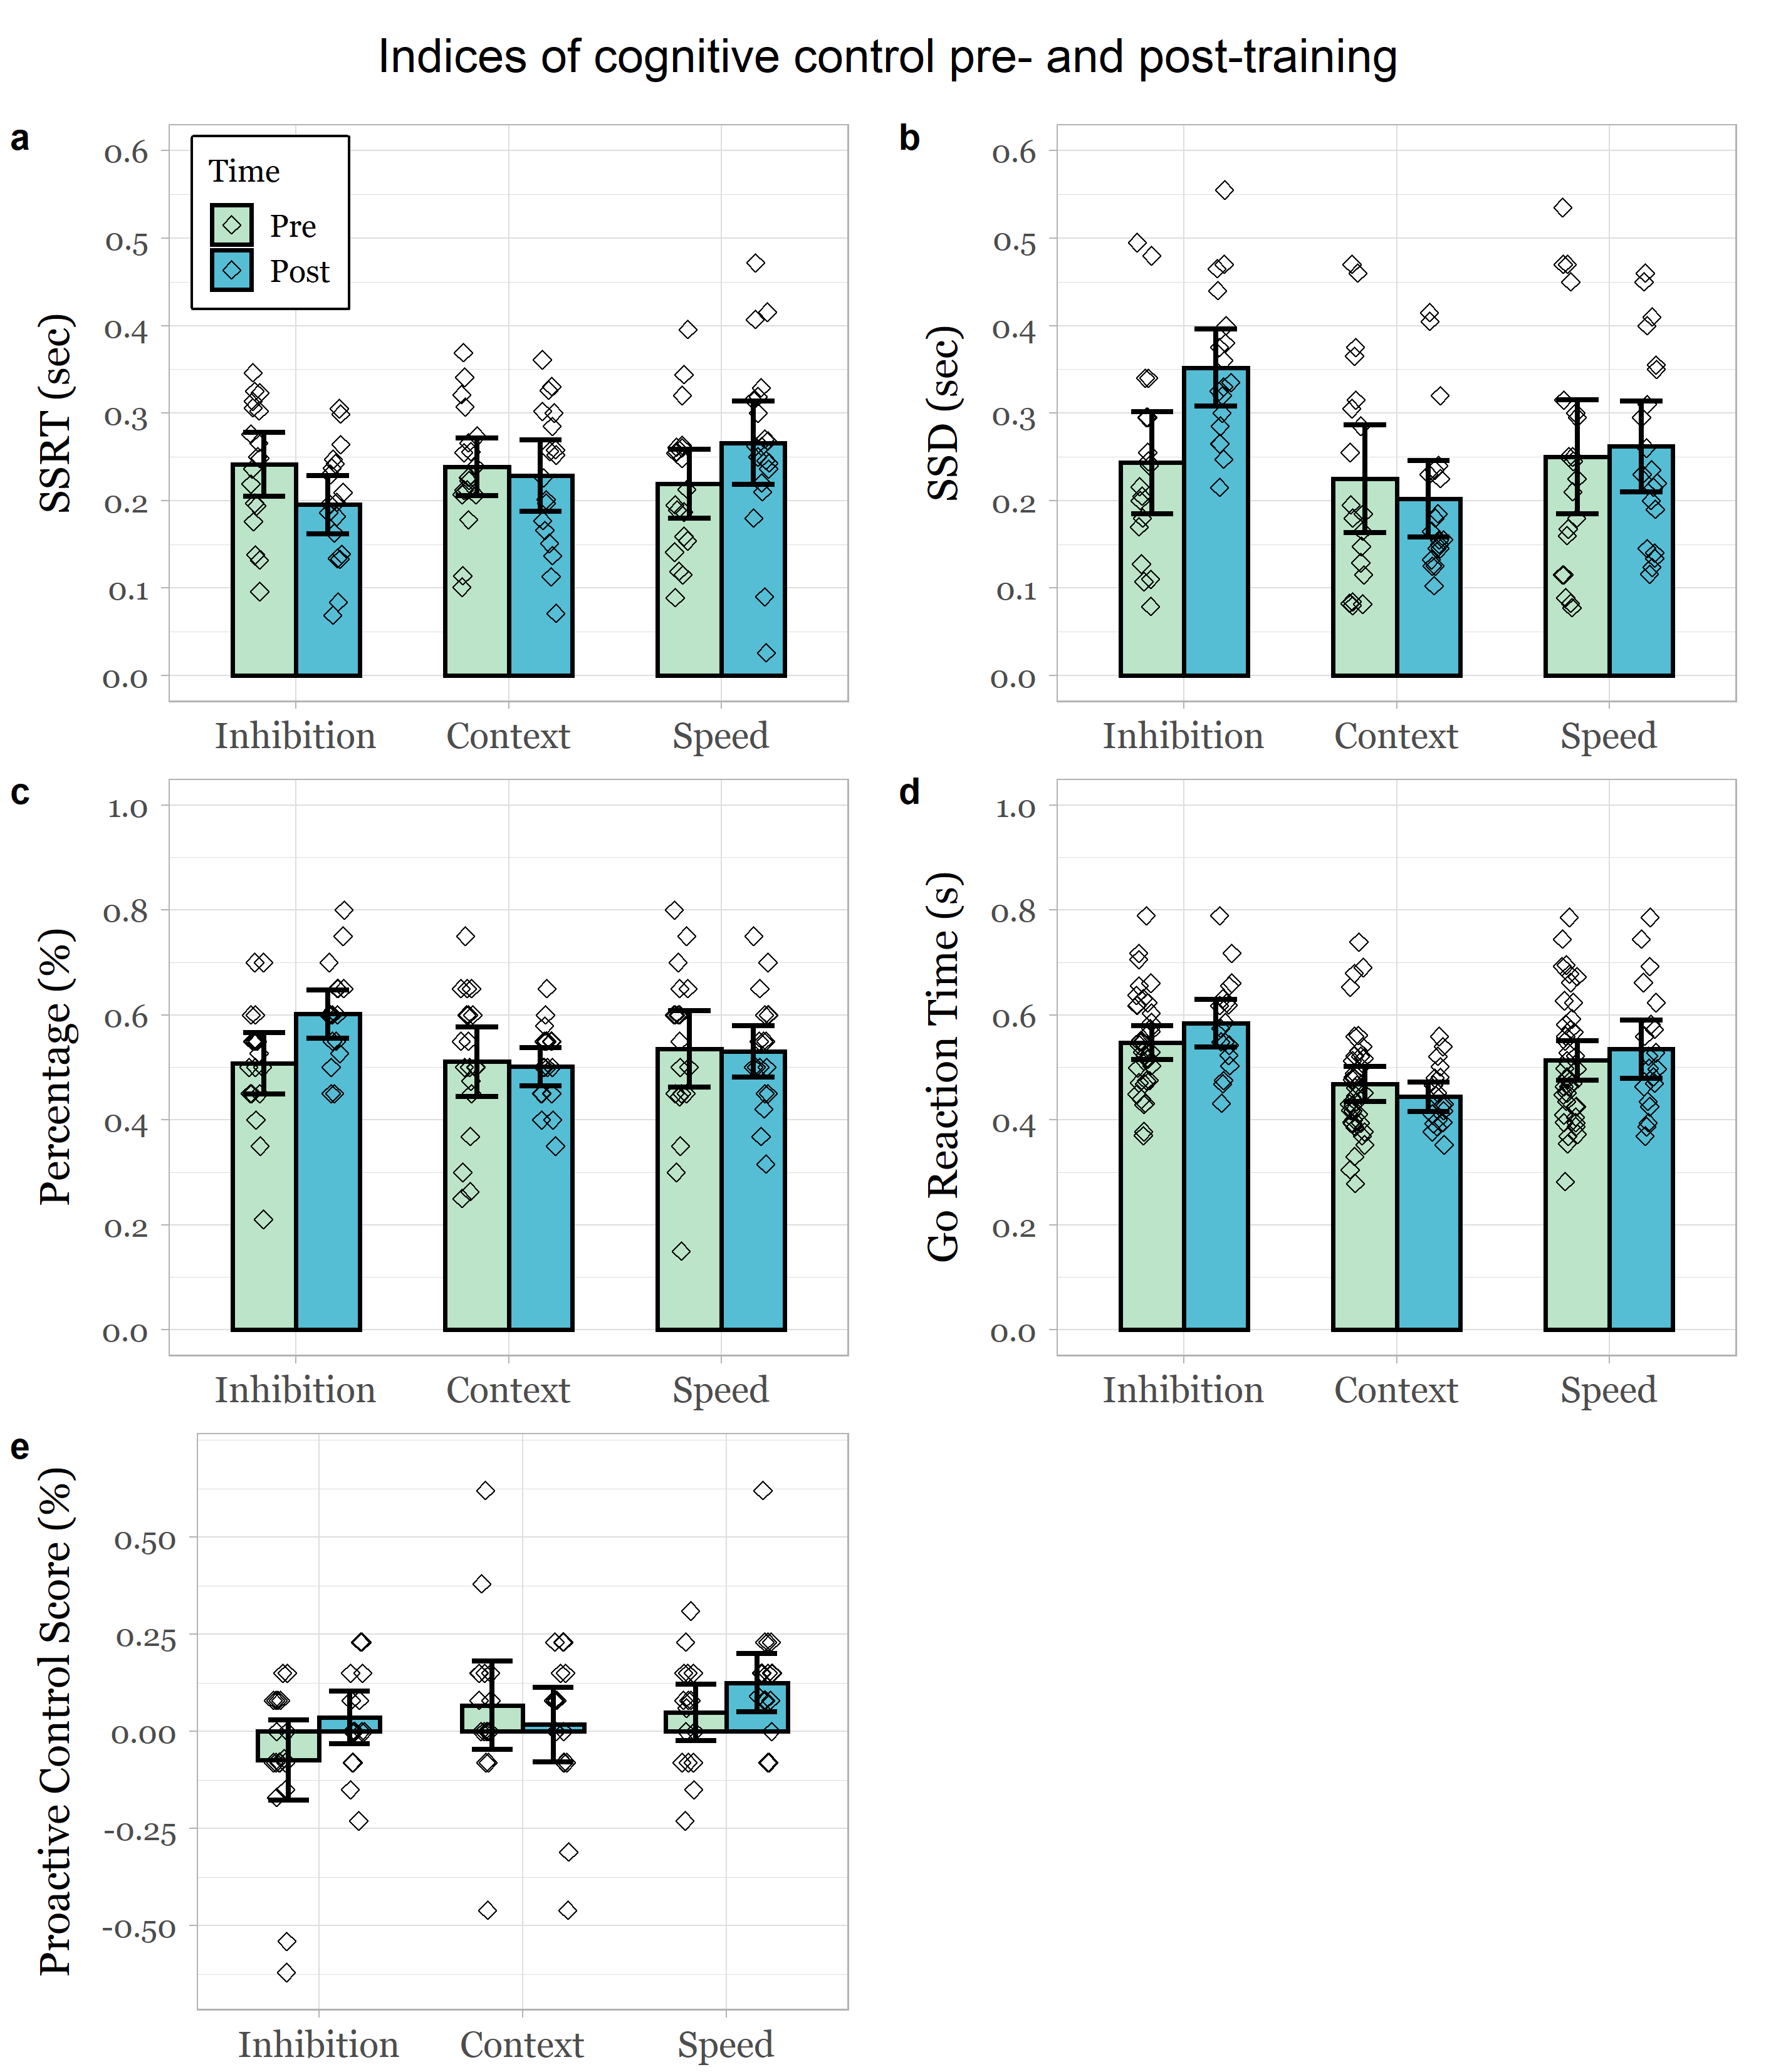 Indices of cognitive control pre- and post-training
a
SSRT (sec)
0.6
0.5
0.4
0.3
0.2
0.1
0.0
Time
Pre
Post
Inhibition Context Speed
b
SSD (sec)
0.6
0.5
0.4
0.3
0.2
0.1
0.0
Inhibition Context Speed
c
Percentage (%)
1.0
0.8
0.6
0.4
0.2
0.0
Inhibition Context Speed
d
Go Reaction Time (s)
1.0
0.8
0.6
0.4
0.2
0.0
Inhibition Context Speed
e
Proactive Control Score (%)
0.50
0.25
0.00
-0.25
-0.50
Inhibition Context Speed